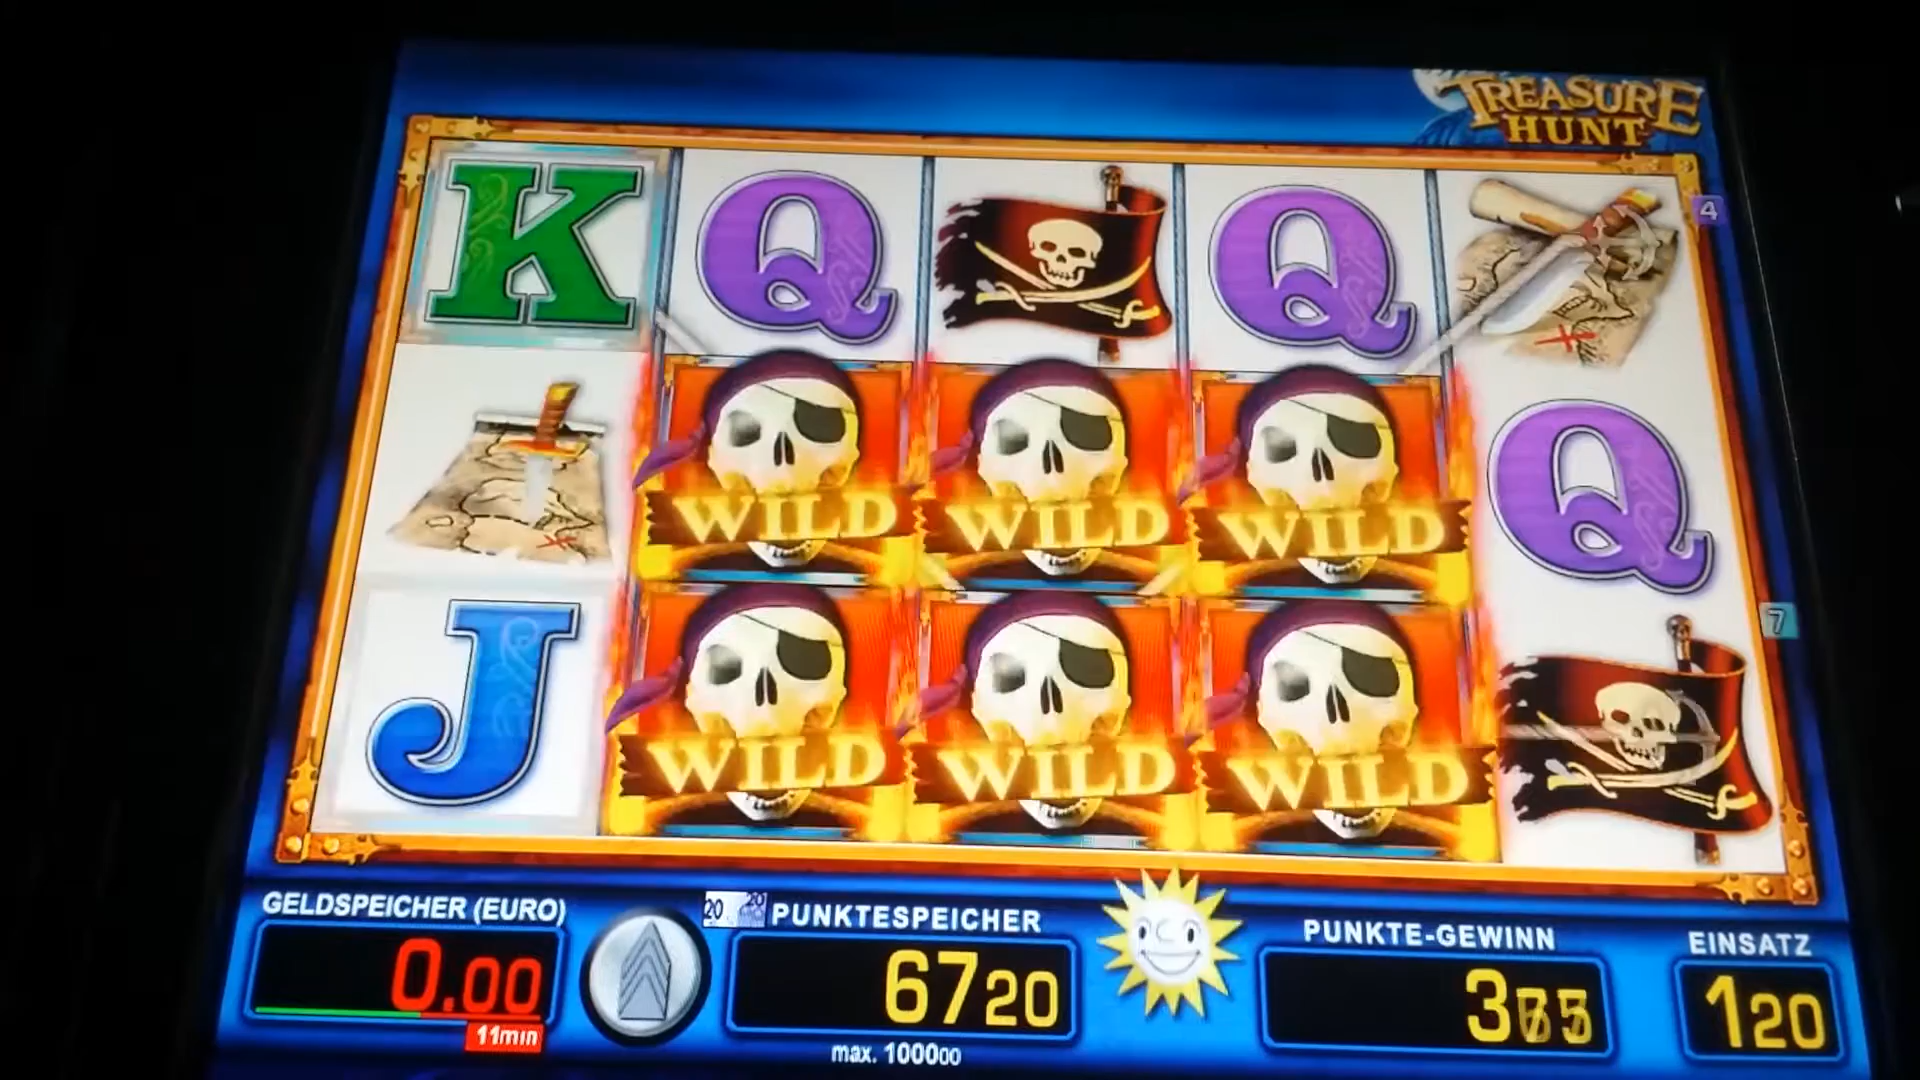 TREASURE
HUNT
K Q Q
4
WILD WILD WILD
Q
WILD WILD WILD
J
7
GELDSPEICHER (EURO)
0.00
11min
20 20
PUNKTESPEICHER
6720
max. 100000
PUNKTE-GEWINN
EINSATZ
120